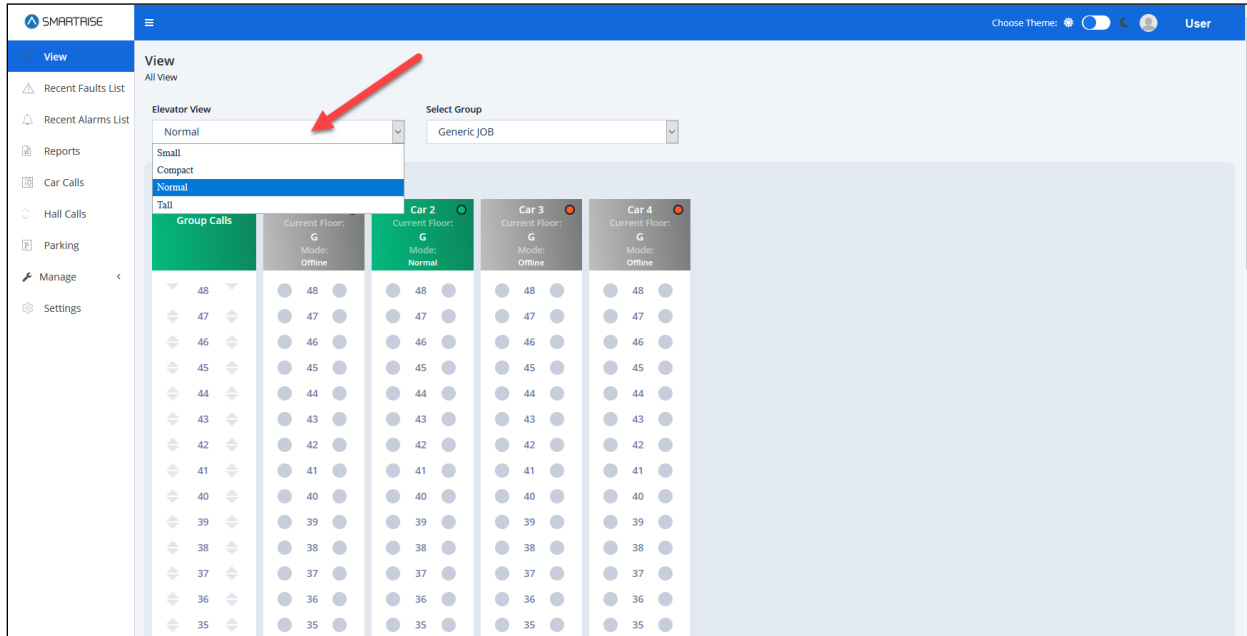 SMARTRISE
Choose Theme:
User
View
Recent Faults List
Recent Alarms List
Reports
Car Calls
Hall Calls
Parking
Manage
Settings
View
All View
Elevator View
Select Group
Normal
Generic JOB
Small
Compact
Normal
Tall
Group Calls
Current Floor:
G
Mode:
Offline
Car 2
Current Floor:
G
Mode:
Normal
Car 3
Current Floor:
G
Mode:
Offline
Car 4
Current Floor:
G
Mode:
Offline
48 48 48 48 48
47 47 47 47 47
46 46 46 46 46
45 45 45 45 45
44 44 44 44 44
43 43 43 43 43
42 42 42 42 42
41 41 41 41 41
40 40 40 40 40
39 39 39 39 39
38 38 38 38 38
37 37 37 37 37
36 36 36 36 36
35 35 35 35 35